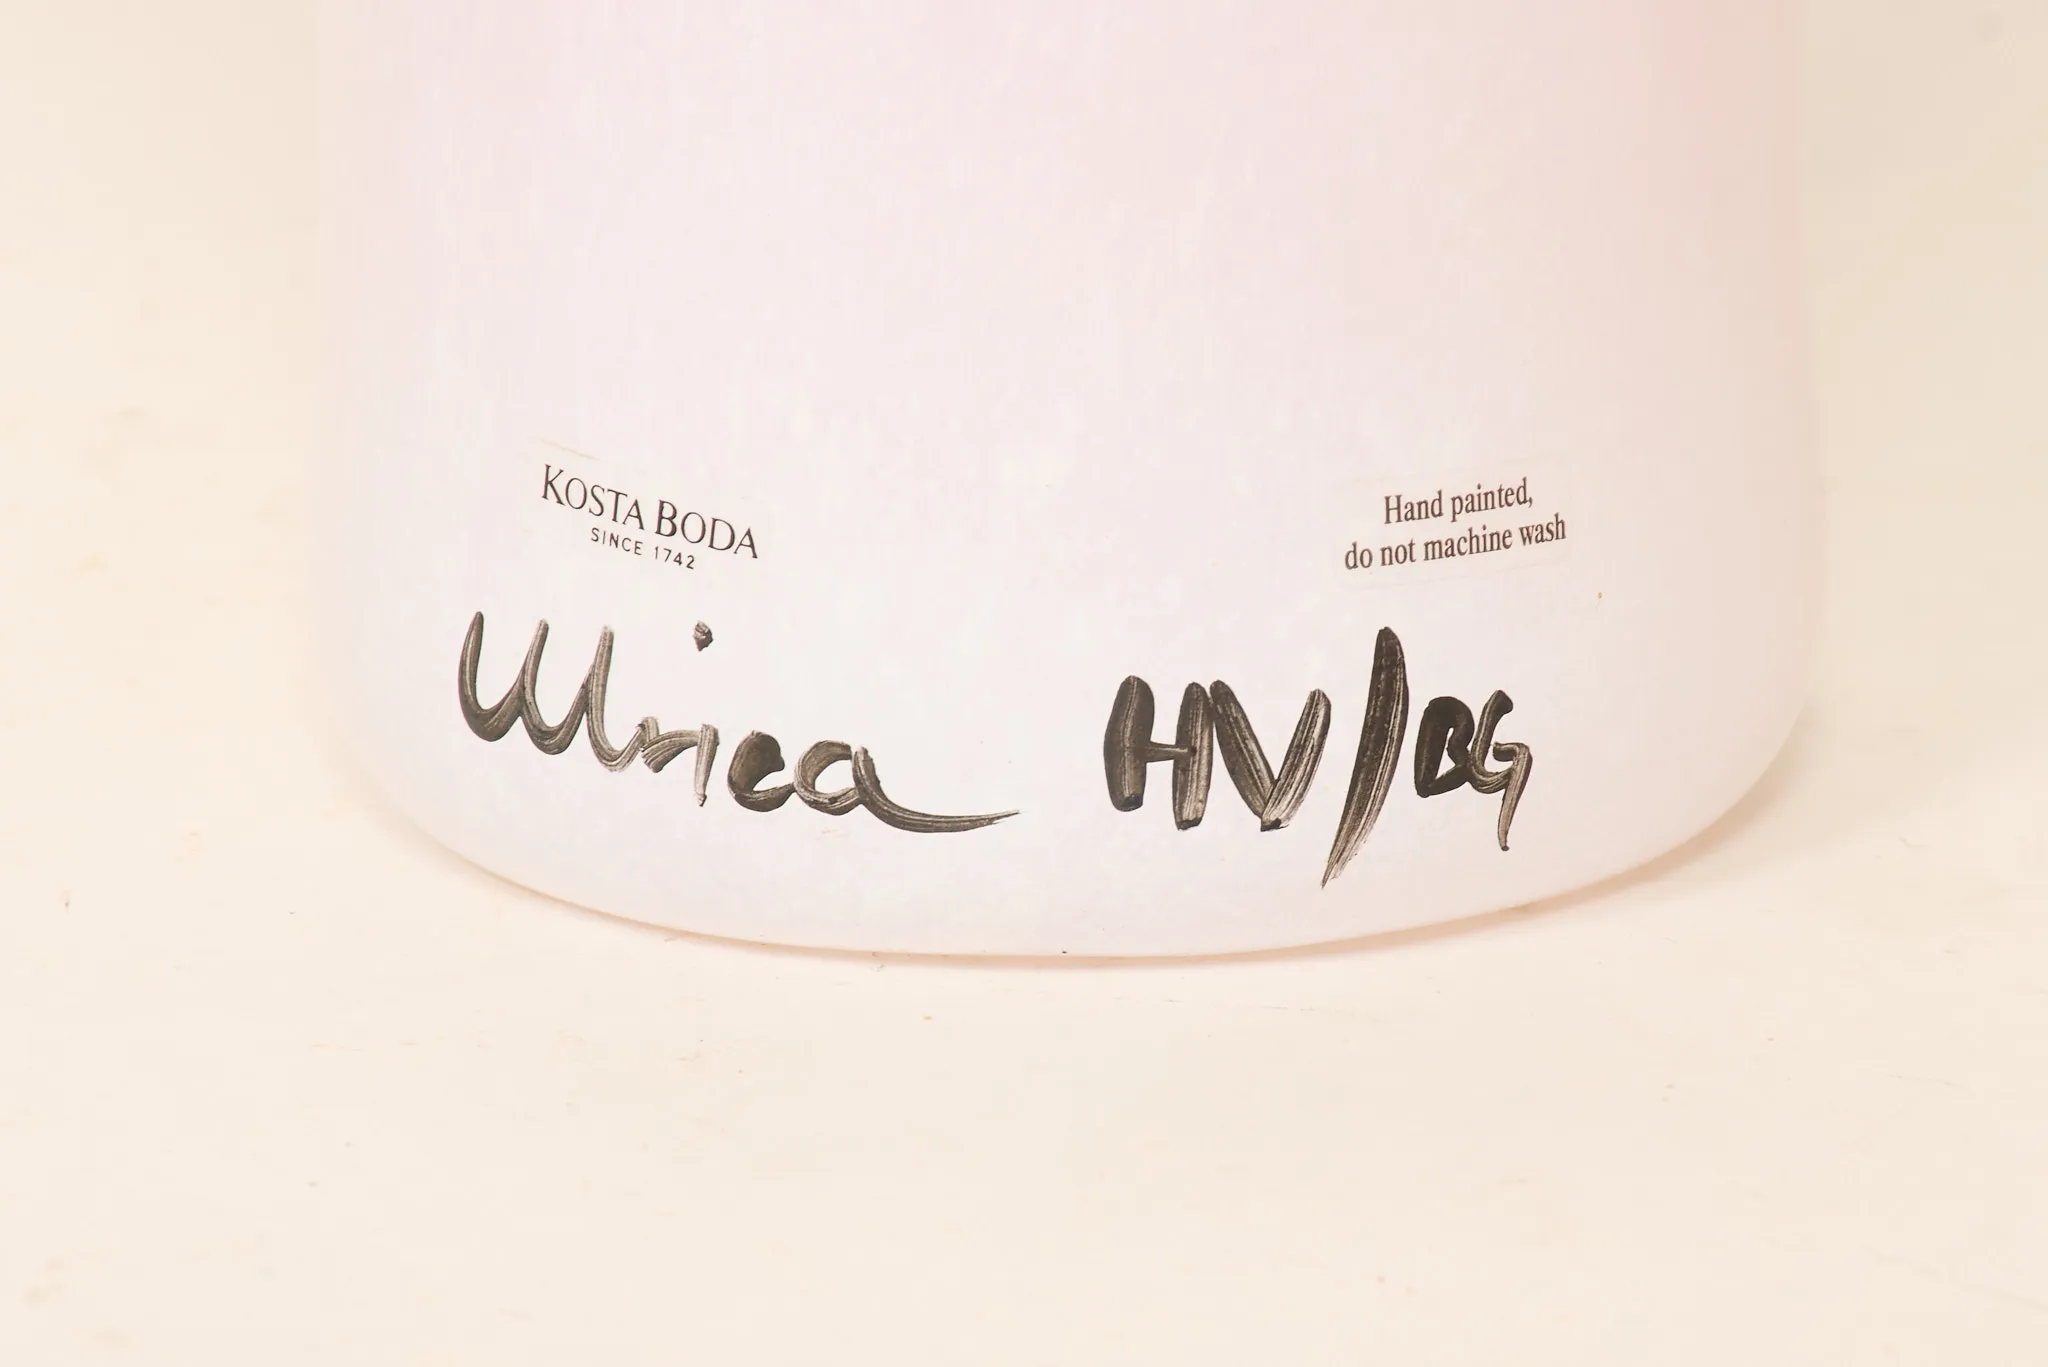 KOSTA BODA
SINCE 1742
Hand painted,
do not machine wash
Ulrica HV/BG